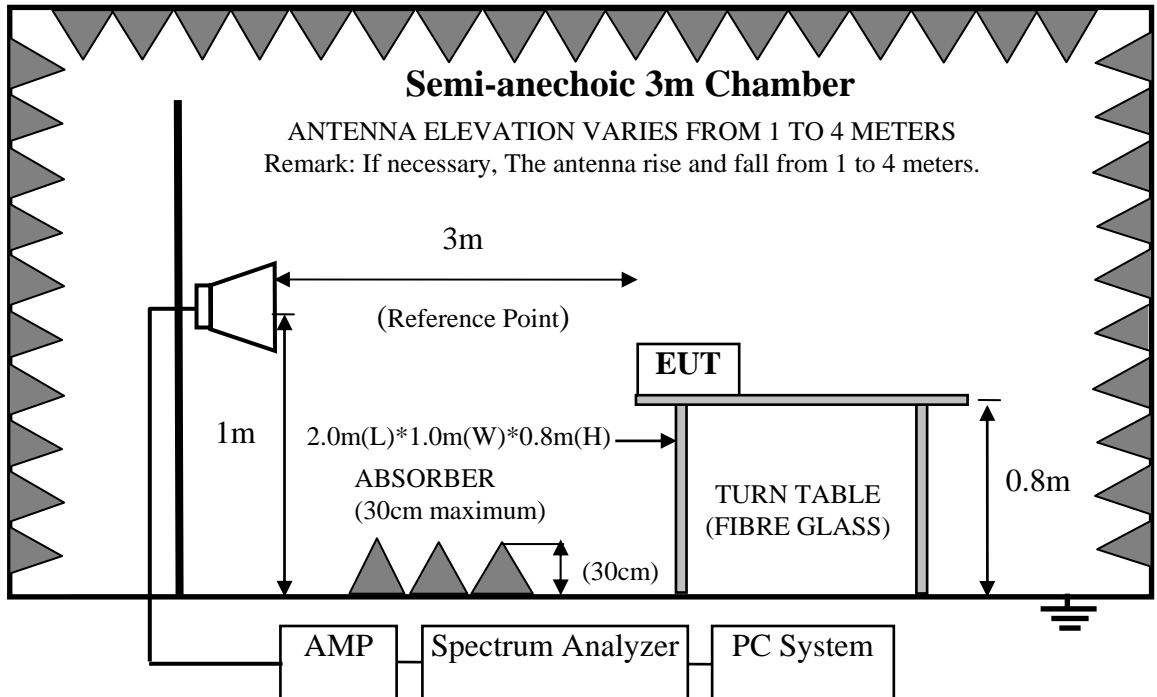 Semi-anechoic 3m Chamber
ANTENNA ELEVATION VARIES FROM 1 TO 4 METERS
Remark: If necessary, The antenna rise and fall from 1 to 4 meters.
3m
(Reference Point)
EUT
1m
2.0m(L)*1.0m(W)*0.8m(H)
ABSORBER
(30cm maximum)
TURN TABLE
(FIBRE GLASS)
0.8m
(30cm)
AMP
Spectrum Analyzer
PC System